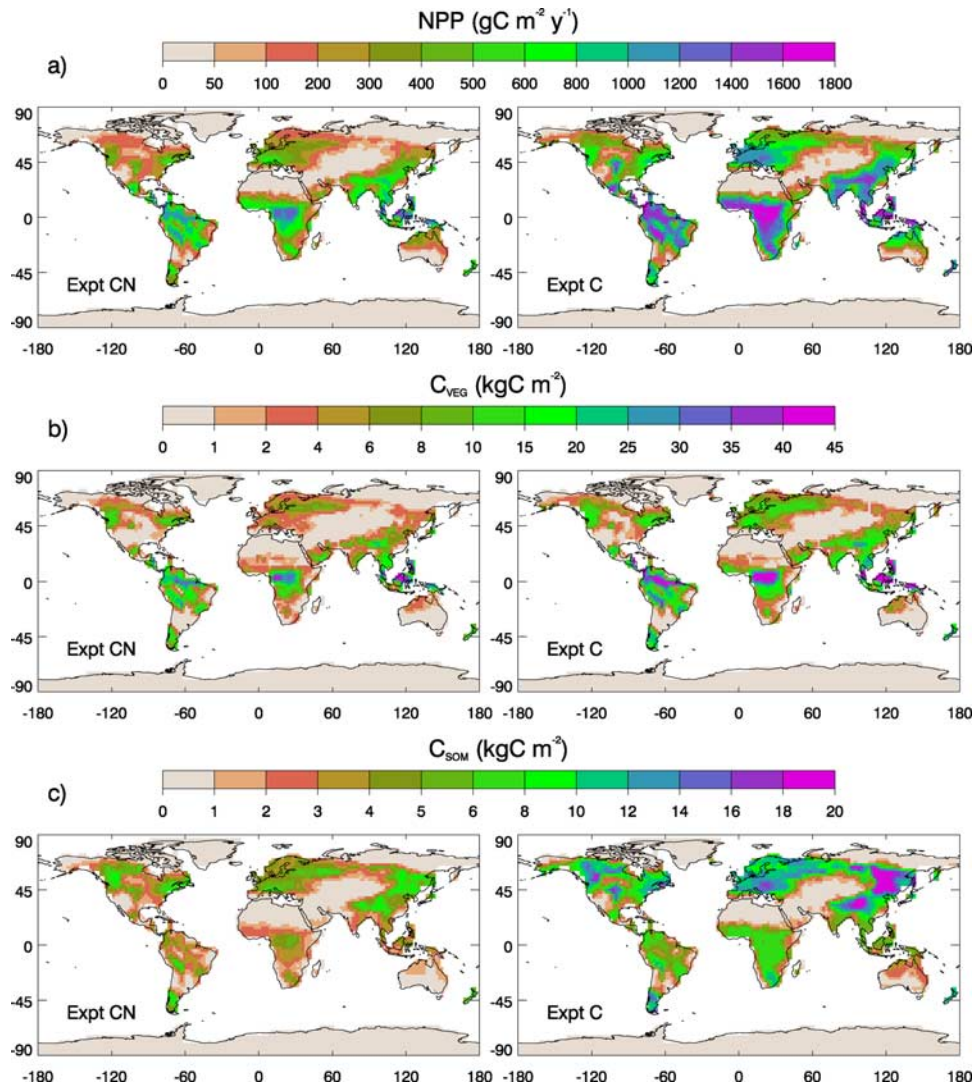 NPP (gC m⁻² y⁻¹)
a)
0 50 100 200 300 400 500 600 800 1000 1200 1400 1600 1800
90
45
0
-45
-90
Expt CN
Expt C
-180 -120 -60 0 60 120 180
-120 -60 0 60 120 180
C_VEG (kgC m⁻²)
b)
0 1 2 4 6 8 10 15 20 25 30 35 40 45
90
45
0
-45
-90
Expt CN
Expt C
-180 -120 -60 0 60 120 180
-120 -60 0 60 120 180
C_SOM (kgC m⁻²)
c)
0 1 2 3 4 5 6 8 10 12 14 16 18 20
90
45
0
-45
-90
Expt CN
Expt C
-180 -120 -60 0 60 120 180
-120 -60 0 60 120 180